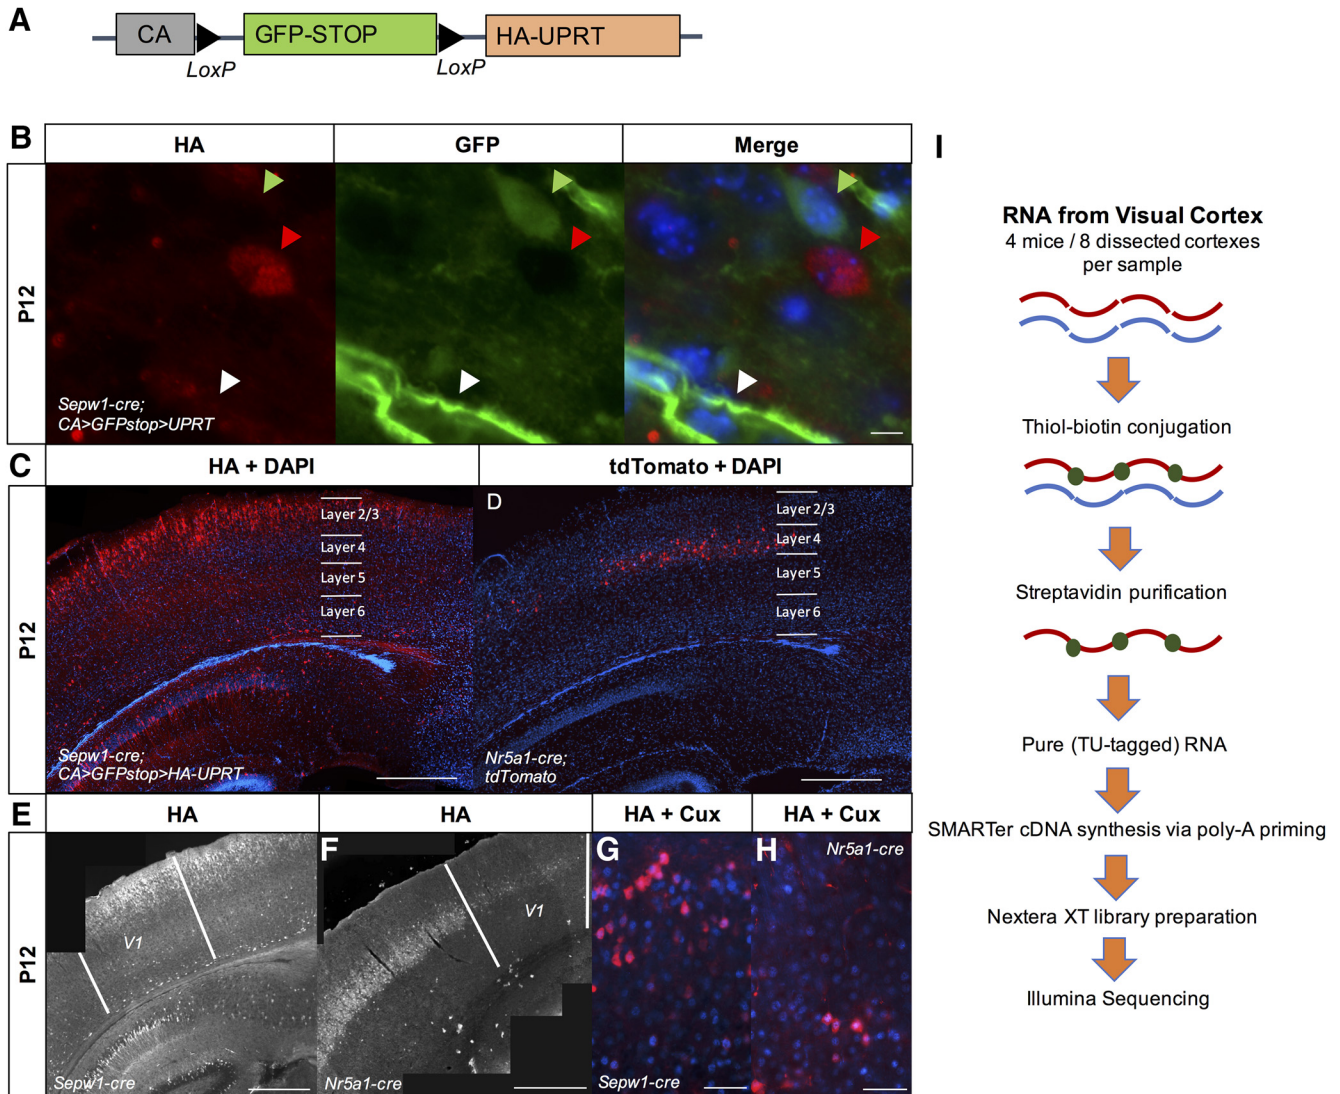 A
CA
GFP-STOP
HA-UPRT
LoxP
LoxP
B
HA
GFP
Merge
P12
Sepw1-cre;
CA>GFPstop>UPRT
C
HA + DAPI
tdTomato + DAPI
P12
Layer 2/3
Layer 4
Layer 5
Layer 6
Sepw1-cre;
CA>GFPstop>HA-UPRT
D
Layer 2/3
Layer 4
Layer 5
Layer 6
Nr5a1-cre;
tdTomato
E
HA
HA
HA + Cux
HA + Cux
P12
V1
Sepw1-cre
F
V1
Nr5a1-cre
G
Sepw1-cre
H
Nr5a1-cre
I
RNA from Visual Cortex
4 mice / 8 dissected cortexes
per sample
Thiol-biotin conjugation
Streptavidin purification
Pure (TU-tagged) RNA
SMARTer cDNA synthesis via poly-A priming
Nextera XT library preparation
Illumina Sequencing